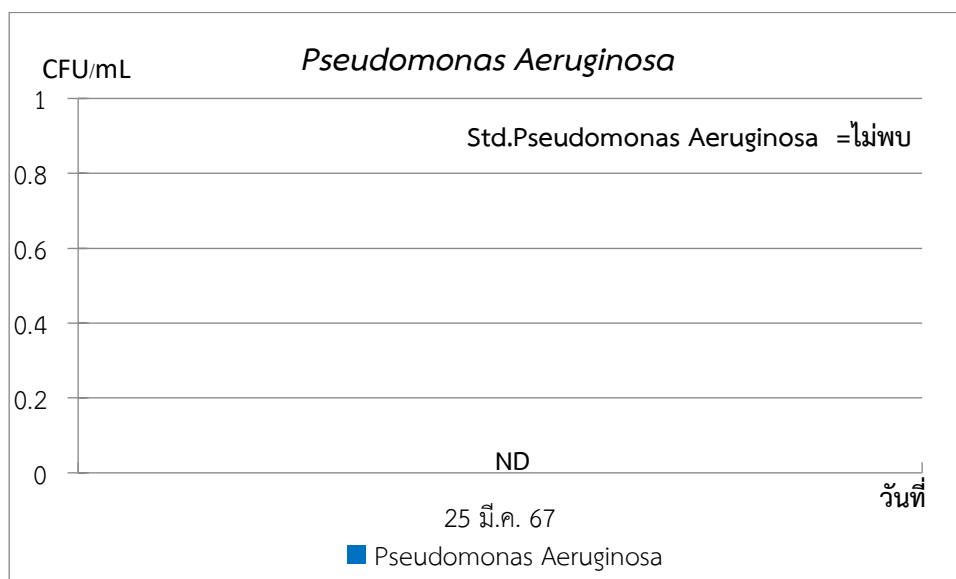 Pseudomonas Aeruginosa
CFU/mL
1
Std.Pseudomonas Aeruginosa =ไม่พบ
0.8
0.6
0.4
0.2
ND
0
วันที่
25 มี.ค. 67
Pseudomonas Aeruginosa